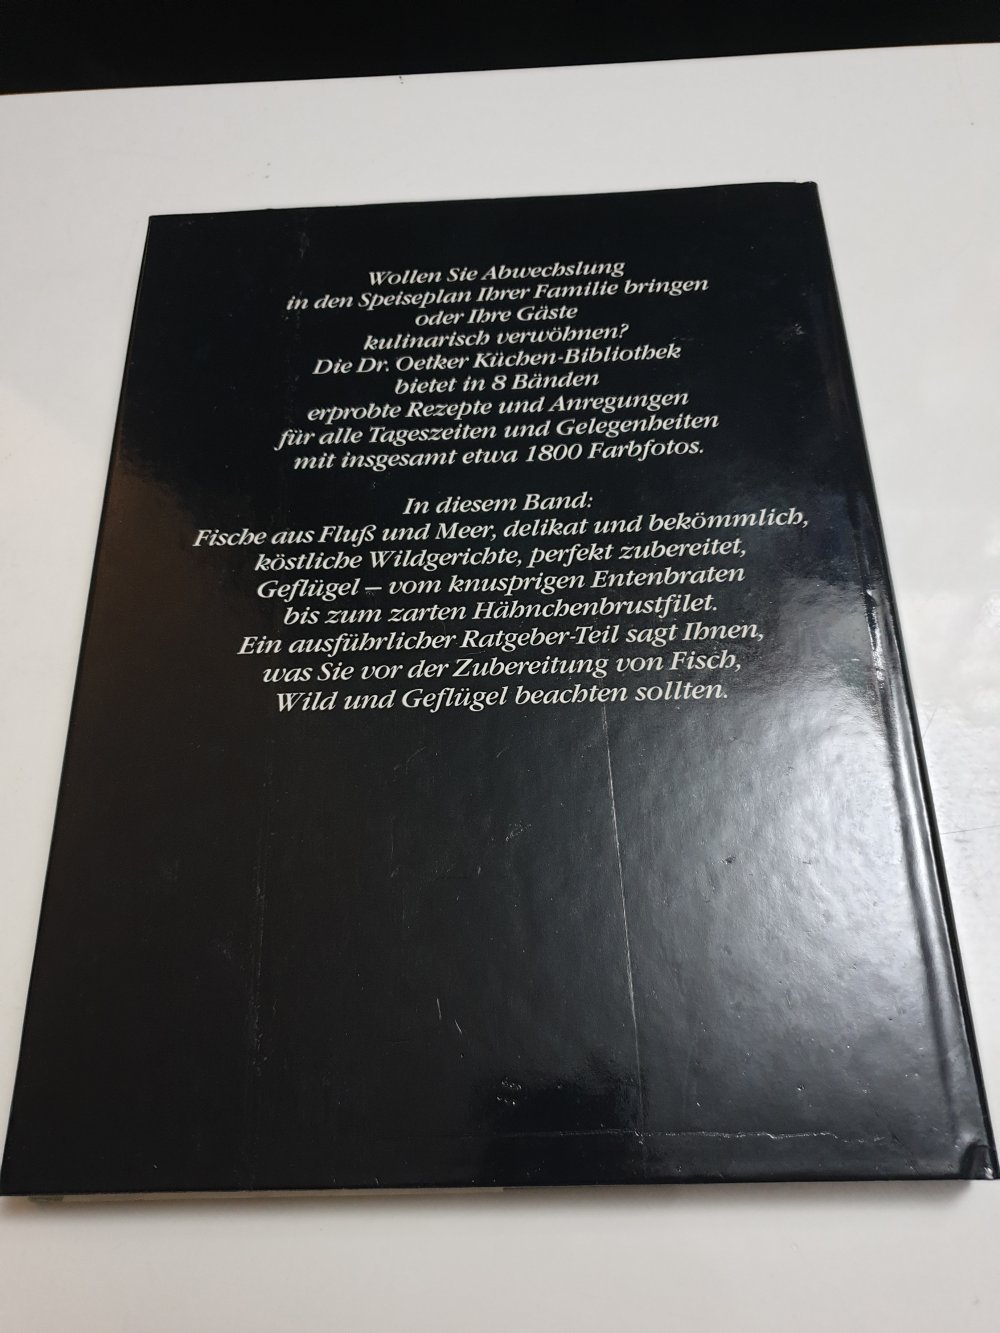 Wollen Sie Abwechslung
in den Speiseplan Ihrer Familie bringen
oder Ihre Gäste
kulinarisch verwöhnen?
Die Dr. Oetker Küchen-Bibliothek
bietet in 8 Bänden
erprobte Rezepte und Anregungen
für alle Tageszeiten und Gelegenheiten
mit insgesamt etwa 1800 Farbfotos.
In diesem Band:
Fische aus Fluß und Meer, delikat und bekömmlich,
köstliche Wildgerichte, perfekt zubereitet,
Geflügel – vom knusprigen Entenbraten
bis zum zarten Hähnchenbrustfilet.
Ein ausführlicher Ratgeber-Teil sagt Ihnen,
was Sie vor der Zubereitung von Fisch,
Wild und Geflügel beachten sollten.